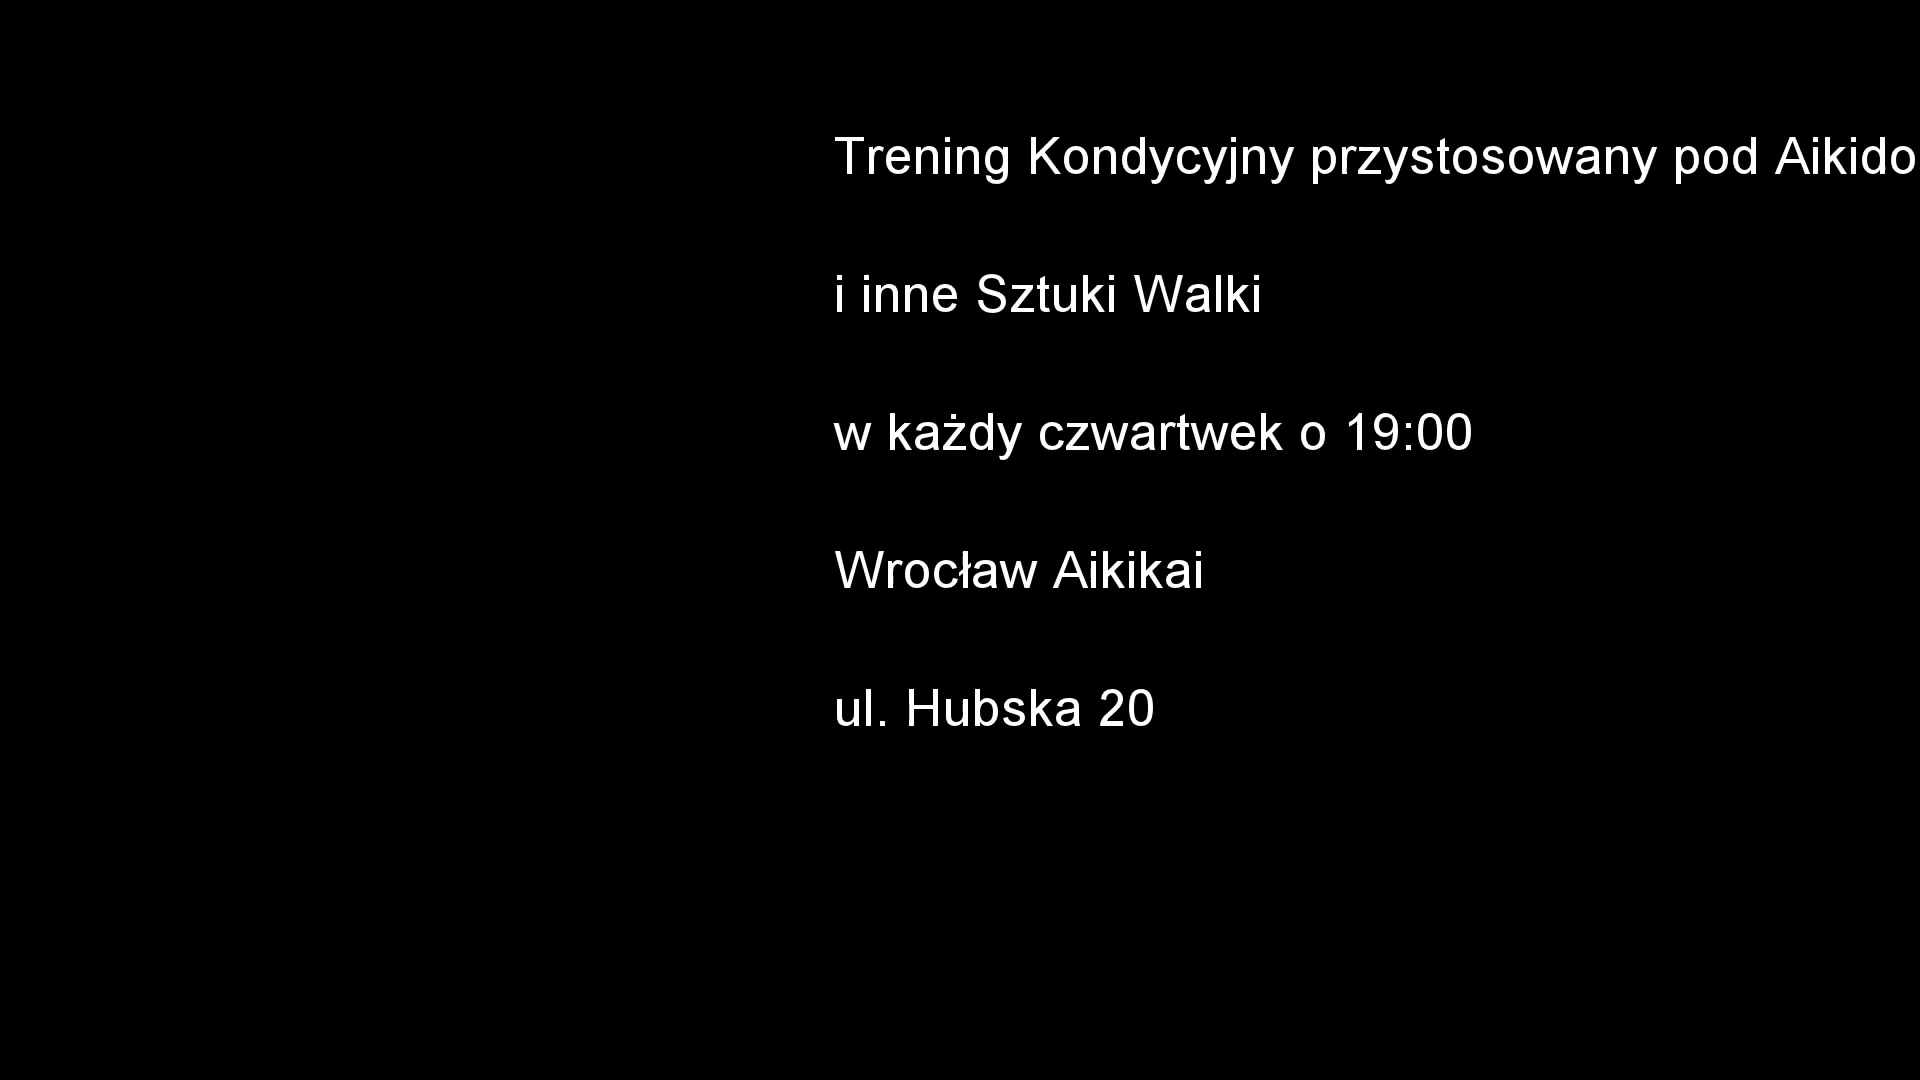 Trening Kondycyjny przystosowany pod Aikido
i inne Sztuki Walki
w każdy czwartwek o 19:00
Wrocław Aikikai
ul. Hubska 20